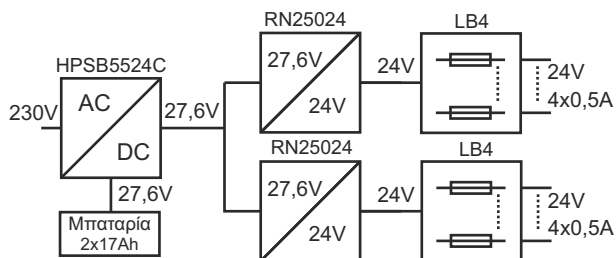 RN25024
LB4
HPSB5524C
27,6V
24V
24V
24V
4x0,5A
230V
AC
DC
27,6V
RN25024
LB4
27,6V
Μπαταρία
2x17Ah
27,6V
24V
24V
24V
4x0,5A